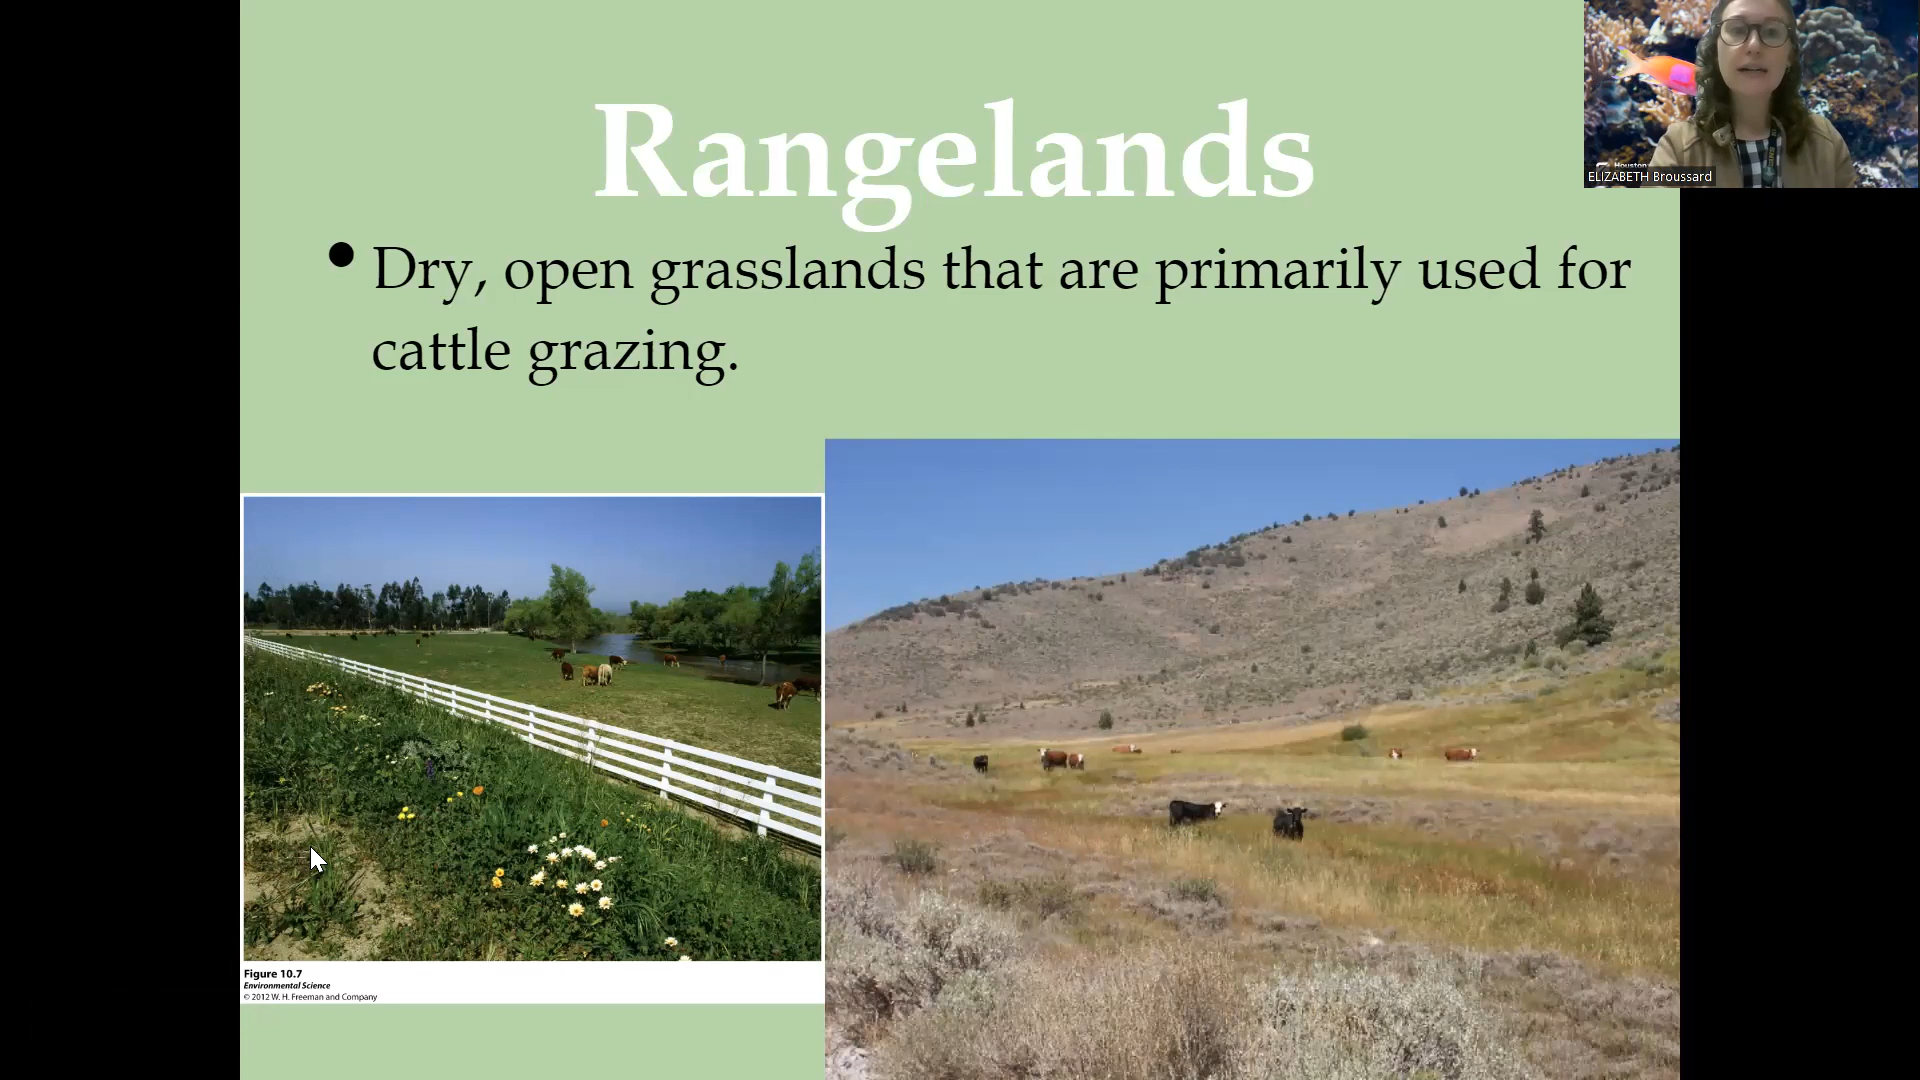 Rangelands
• Dry, open grasslands that are primarily used for
cattle grazing.
Houston
ELIZABETH Broussard
Figure 10.7
Environmental Science
© 2012 W. H. Freeman and Company